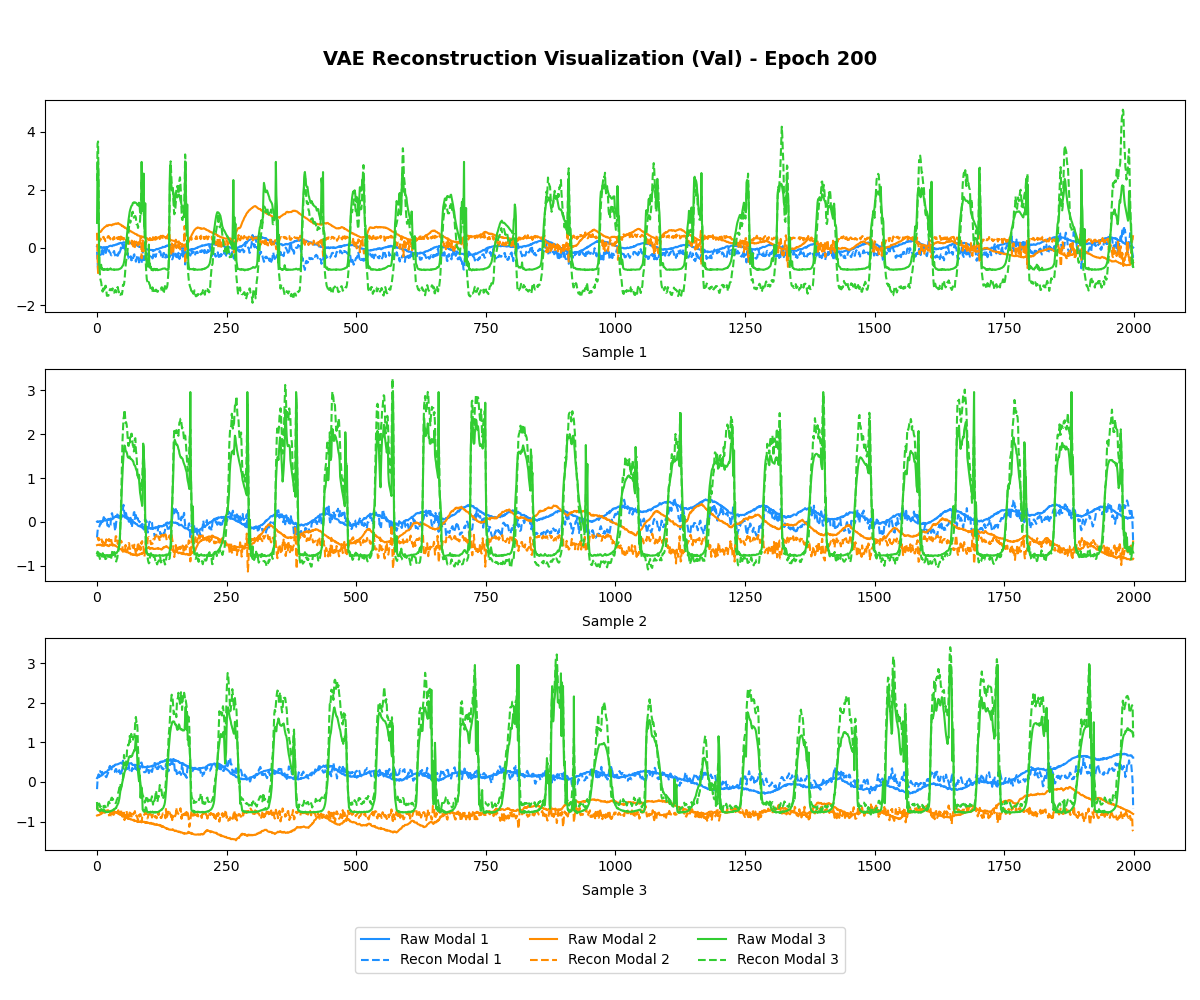 VAE Reconstruction Visualization (Val) - Epoch 200
4
2
0
−2
0 250 500 750 1000 1250 1500 1750 2000
Sample 1
3
2
1
0
−1
0 250 500 750 1000 1250 1500 1750 2000
Sample 2
3
2
1
0
−1
0 250 500 750 1000 1250 1500 1750 2000
Sample 3
Raw Modal 1 Raw Modal 2 Raw Modal 3
Recon Modal 1 Recon Modal 2 Recon Modal 3